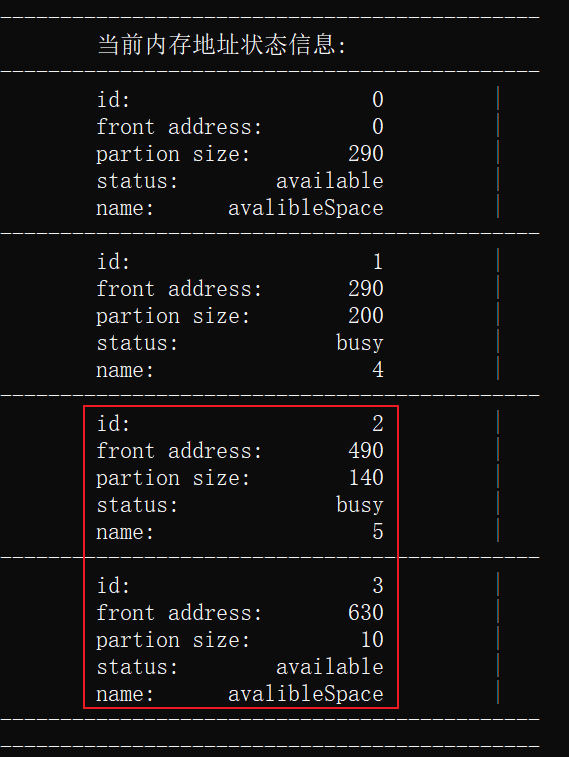 当前内存地址状态信息:
id: 0
front address: 0
partion size: 290
status: available
name: avalibleSpace
id: 1
front address: 290
partion size: 200
status: busy
name: 4
id: 2
front address: 490
partion size: 140
status: busy
name: 5
id: 3
front address: 630
partion size: 10
status: available
name: avalibleSpace